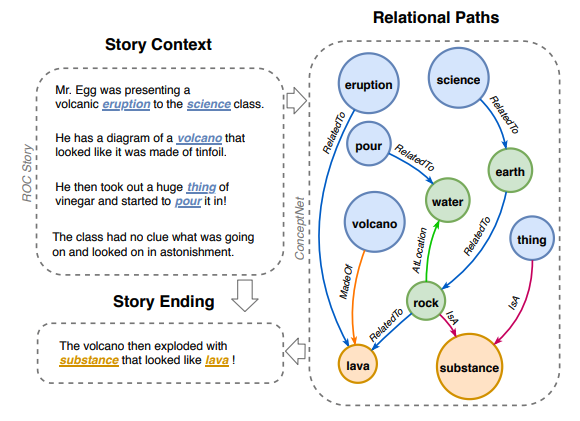 Story Context
ROC Story
Mr. Egg was presenting a
volcanic eruption to the science class.
He has a diagram of a volcano that
looked like it was made of tinfoil.
He then took out a huge thing of
vinegar and started to pour it in!
The class had no clue what was going
on and looked on in astonishment.
Story Ending
The volcano then exploded with
substance that looked like lava !
Relational Paths
ConceptNet
eruption
science
RelatedTo
RelatedTo
pour
RelatedTo
earth
water
volcano
thing
AtLocation
RelatedTo
MadeOf
rock
IsA
IsA
RelatedTo
lava
substance